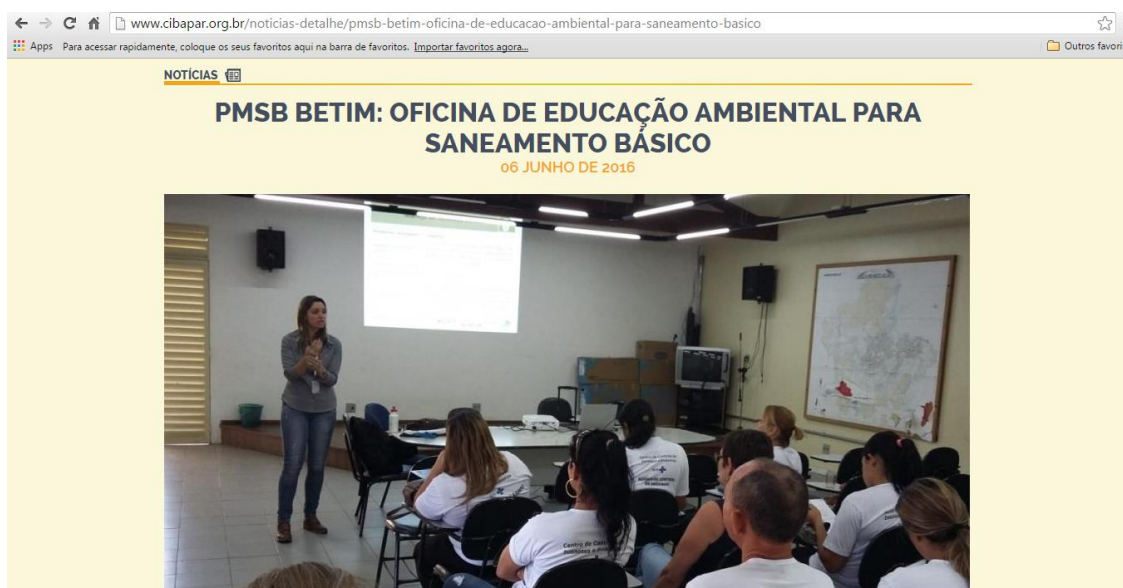 www.cibapar.org.br/noticias-detalhe/pmsb-betim-oficina-de-educacao-ambiental-para-saneamento-basico
Apps Para acessar rapidamente, coloque os seus favoritos aqui na barra de favoritos. Importar favoritos agora... Outros favori
NOTÍCIAS
PMSB BETIM: OFICINA DE EDUCAÇÃO AMBIENTAL PARA
SANEAMENTO BÁSICO
06 JUNHO DE 2016